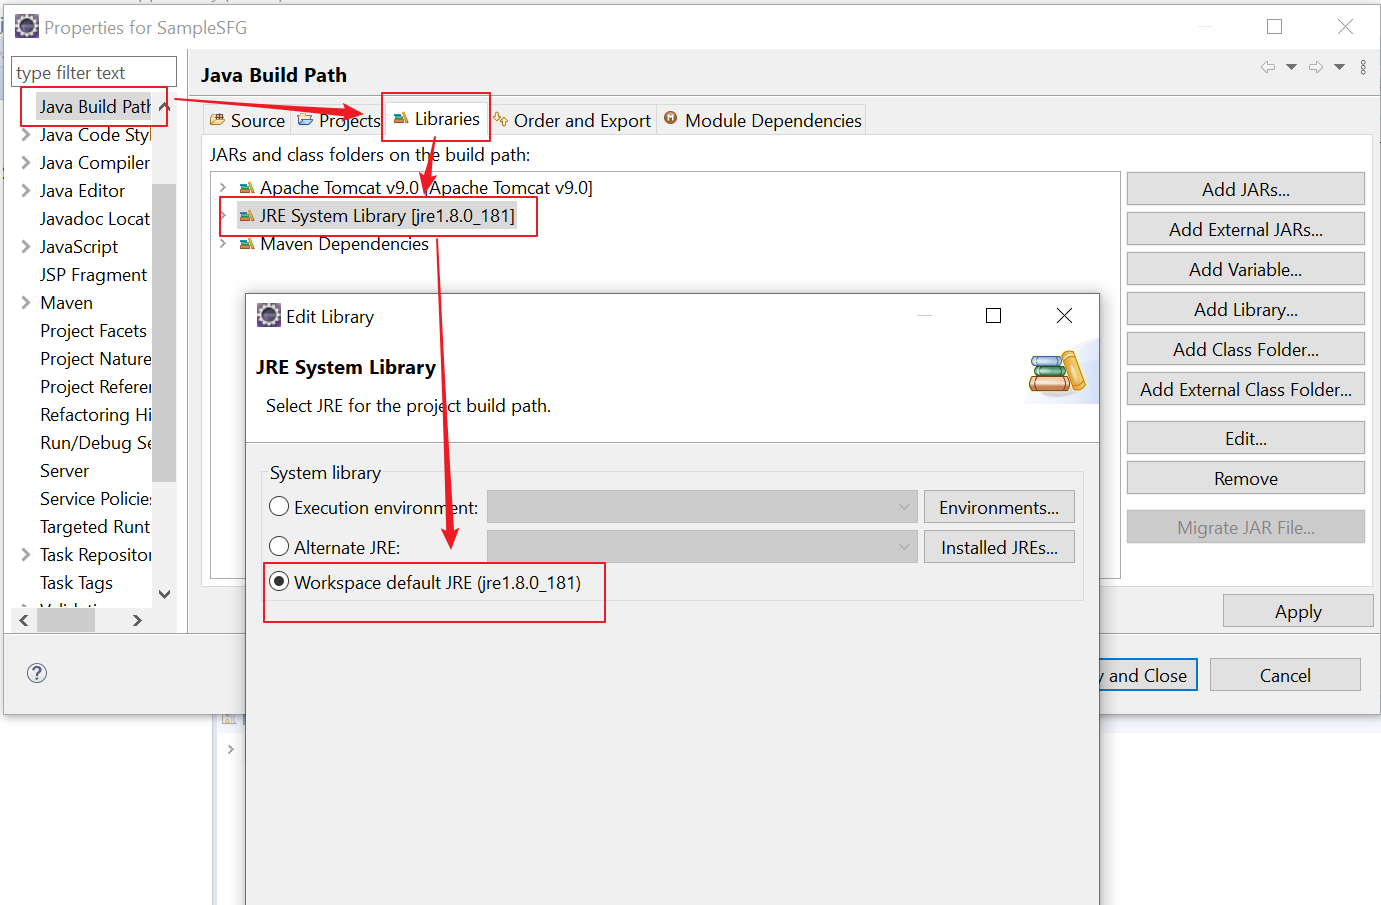 Properties for SampleSFG
type filter text
Java Build Path
Java Code Styl
Java Compiler
Java Editor
Javadoc Locat
JavaScript
JSP Fragment
Maven
Project Facets
Project Nature
Project Refere
Refactoring Hi
Run/Debug Se
Server
Service Policie
Targeted Runt
Task Repositor
Task Tags
Java Build Path
Source Projects Libraries Order and Export Module Dependencies
JARs and class folders on the build path:
Apache Tomcat v9.0 [Apache Tomcat v9.0]
JRE System Library [jre1.8.0_181]
Maven Dependencies
Add JARs...
Add External JARs...
Add Variable...
Add Library...
Add Class Folder...
Add External Class Folder...
Edit...
Remove
Migrate JAR File...
Apply
y and Close
Cancel
Edit Library
JRE System Library
Select JRE for the project build path.
System library
Execution environment:
Environments...
Alternate JRE:
Installed JREs...
Workspace default JRE (jre1.8.0_181)